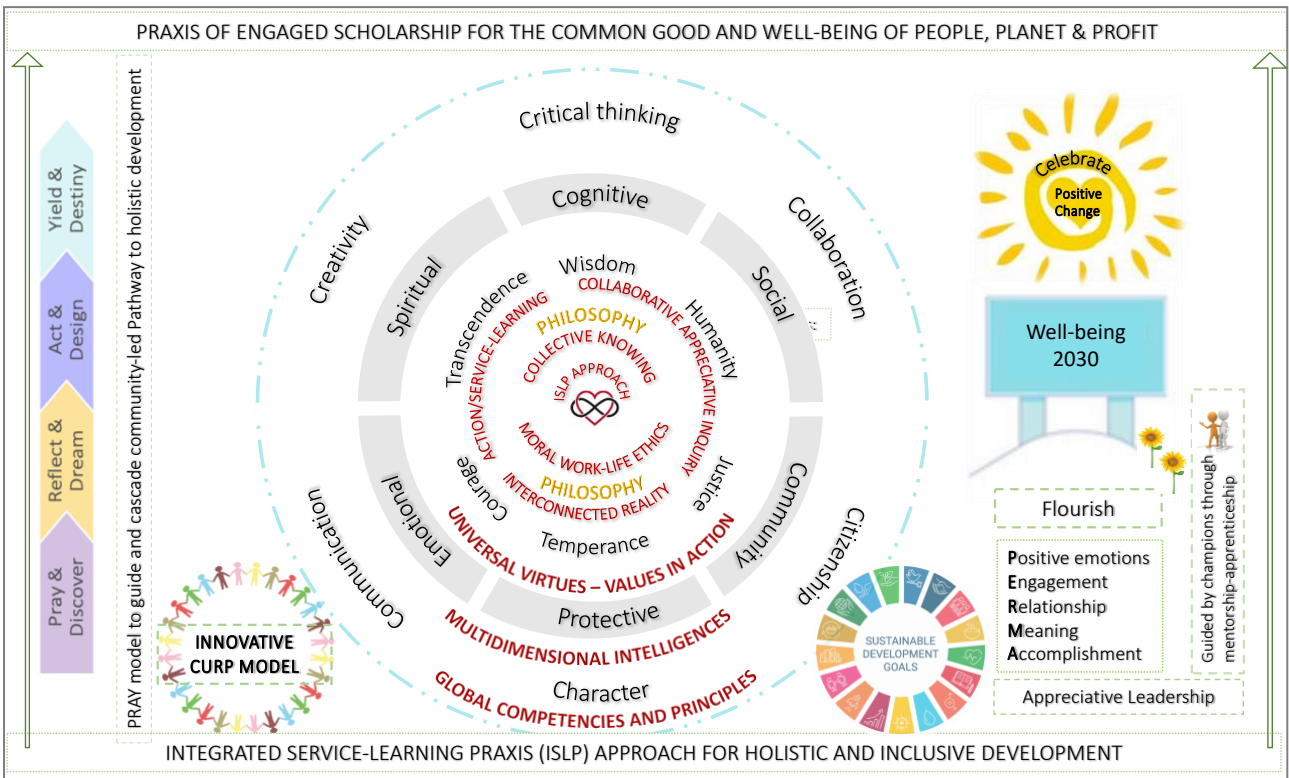 PRAXIS OF ENGAGED SCHOLARSHIP FOR THE COMMON GOOD AND WELL-BEING OF PEOPLE, PLANET & PROFIT
Yield &
Destiny
Act &
Design
Reflect &
Dream
Pray &
Discover
PRAY model to guide and cascade community-led Pathway to holistic development
Critical thinking
Creativity
Collaboration
Communication
Citizenship
Cognitive
Spiritual
Social
Emotional
Community
Wisdom
Transcendence
Humanity
Courage
Justice
Temperance
COLLABORATIVE APPRECIATIVE INQUIRY
ACTION/SERVICE-LEARNING
PHILOSOPHY
COLLECTIVE KNOWING
ISLP APPROACH
MORAL WORK-LIFE ETHICS
PHILOSOPHY
INTERCONNECTED REALITY
UNIVERSAL VIRTUES – VALUES IN ACTION
Protective
MULTIDIMENSIONAL INTELLIGENCES
Character
GLOBAL COMPETENCIES AND PRINCIPLES
INNOVATIVE
CURP MODEL
SUSTAINABLE
DEVELOPMENT
GOALS
Celebrate
Positive
Change
Well-being
2030
Flourish
Positive emotions
Engagement
Relationship
Meaning
Accomplishment
Appreciative Leadership
Guided by champions through
mentorship-apprenticeship
INTEGRATED SERVICE-LEARNING PRAXIS (ISLP) APPROACH FOR HOLISTIC AND INCLUSIVE DEVELOPMENT